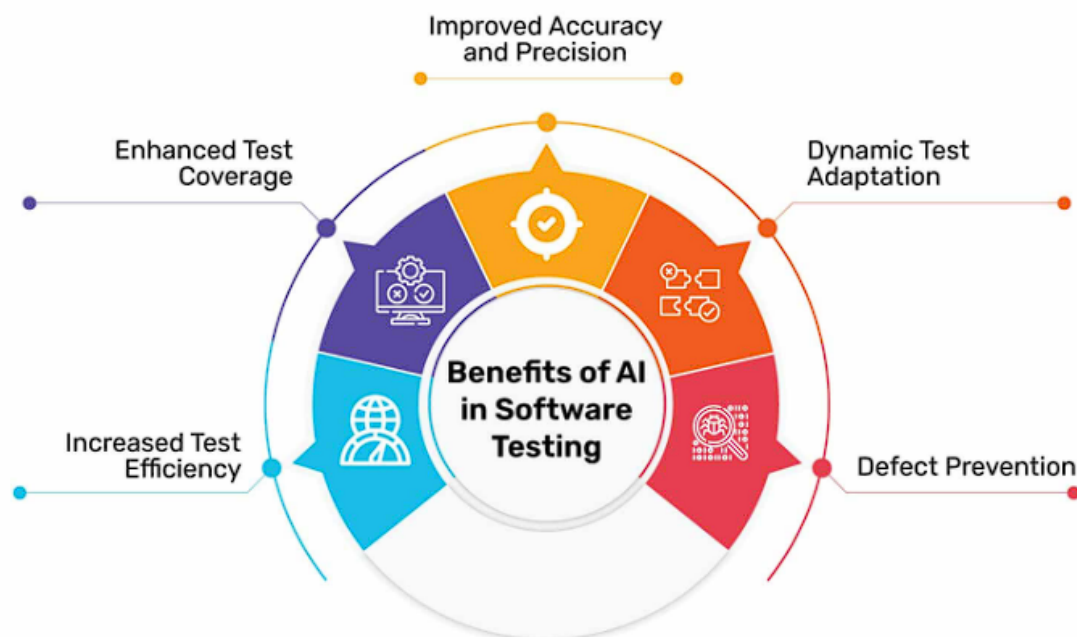 Improved Accuracy
and Precision
Enhanced Test
Coverage
Dynamic Test
Adaptation
Benefits of AI
in Software
Testing
Increased Test
Efficiency
Defect Prevention